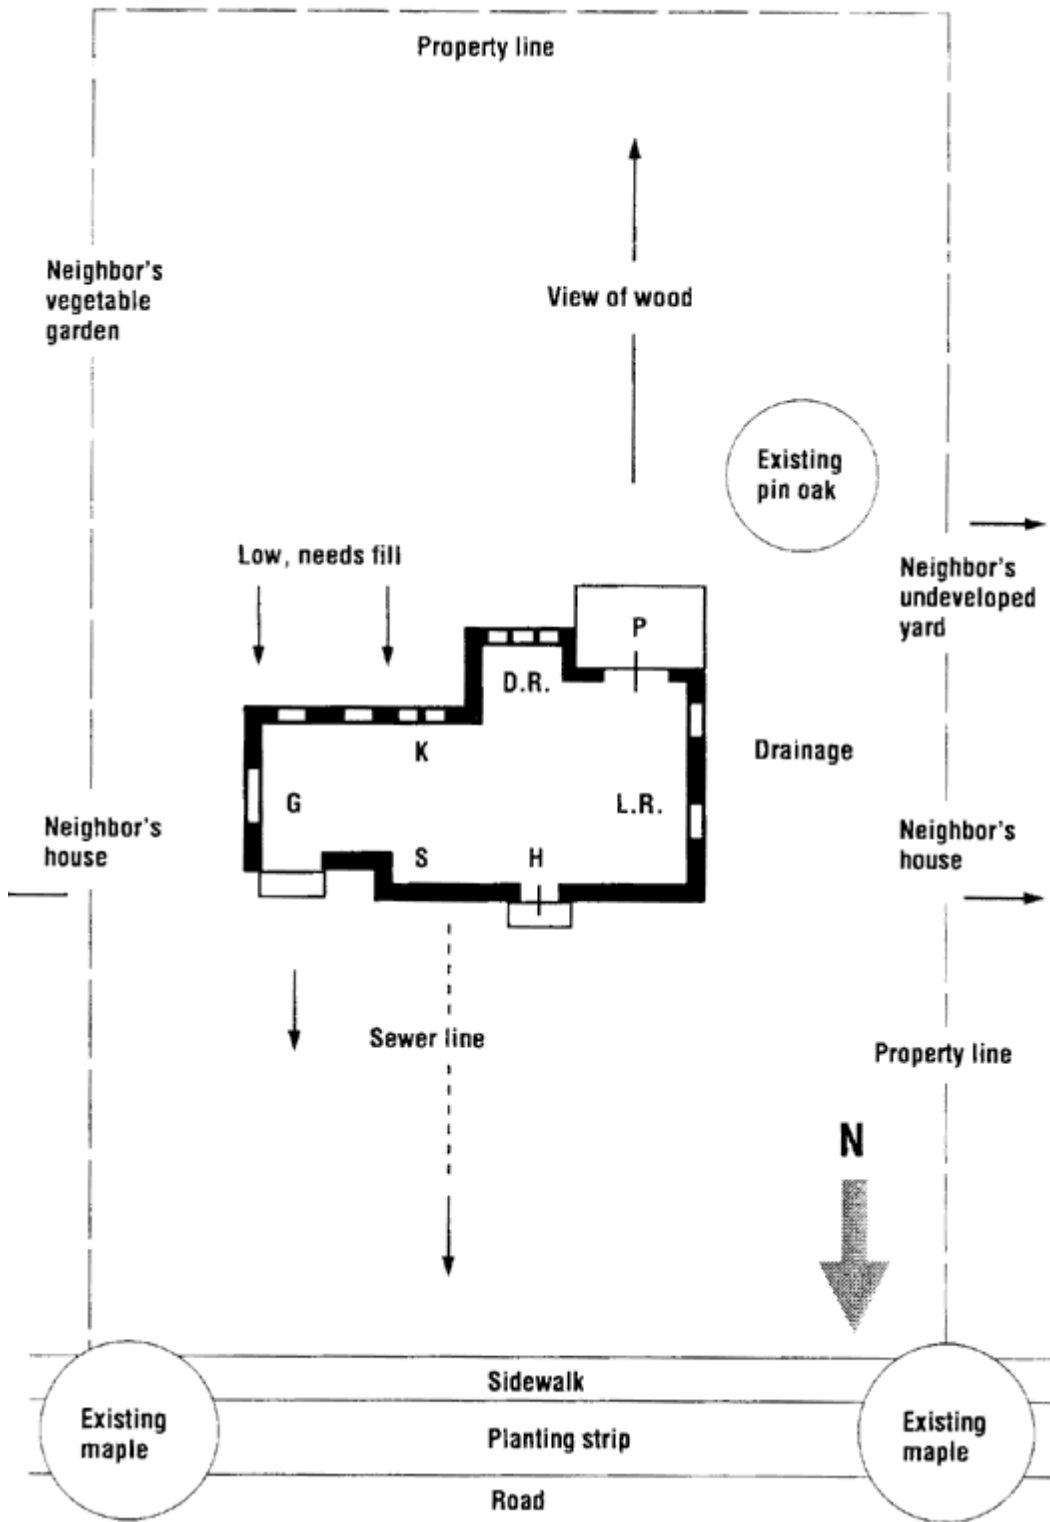 Property line
Neighbor's
vegetable
garden
View of wood
Existing
pin oak
Low, needs fill
Neighbor's
undeveloped
yard
P
D.R.
K
Drainage
G
L.R.
Neighbor's
house
Neighbor's
house
S
H
Sewer line
Property line
N
Sidewalk
Existing
maple
Planting strip
Existing
maple
Road